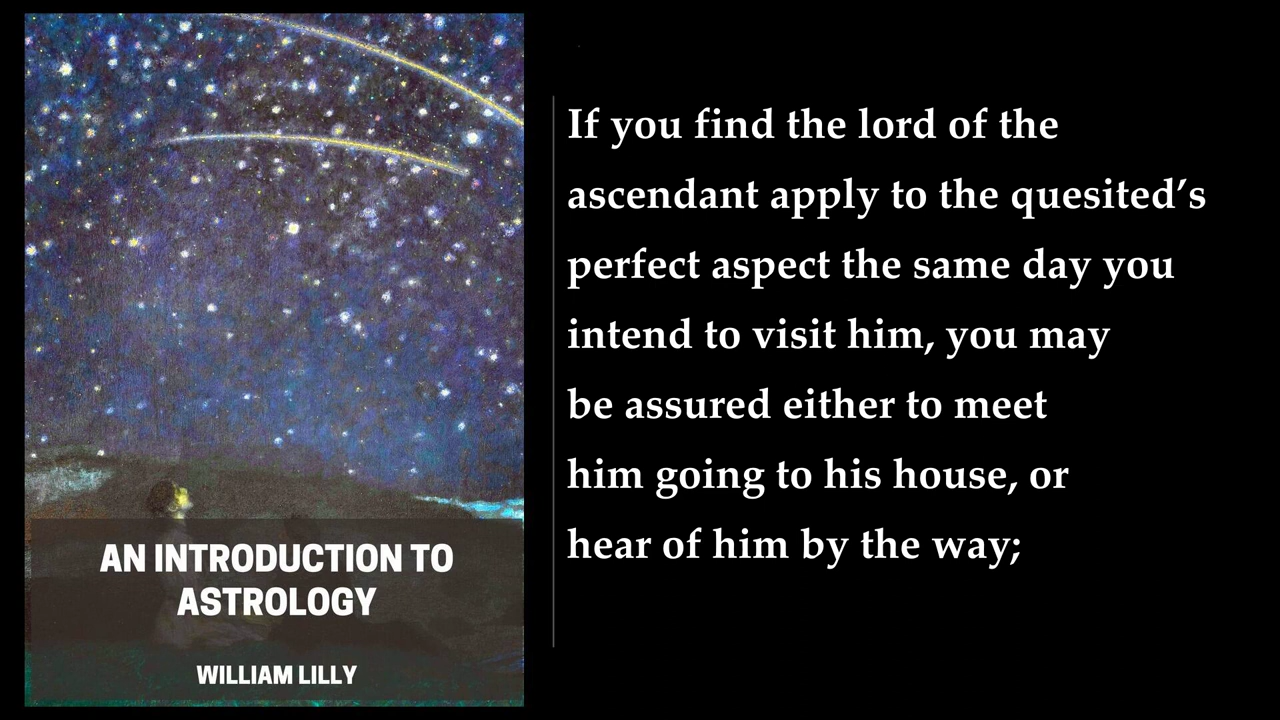 If you find the lord of the
ascendant apply to the quesited’s
perfect aspect the same day you
intend to visit him, you may
be assured either to meet
him going to his house, or
hear of him by the way;
AN INTRODUCTION TO
ASTROLOGY
WILLIAM LILLY